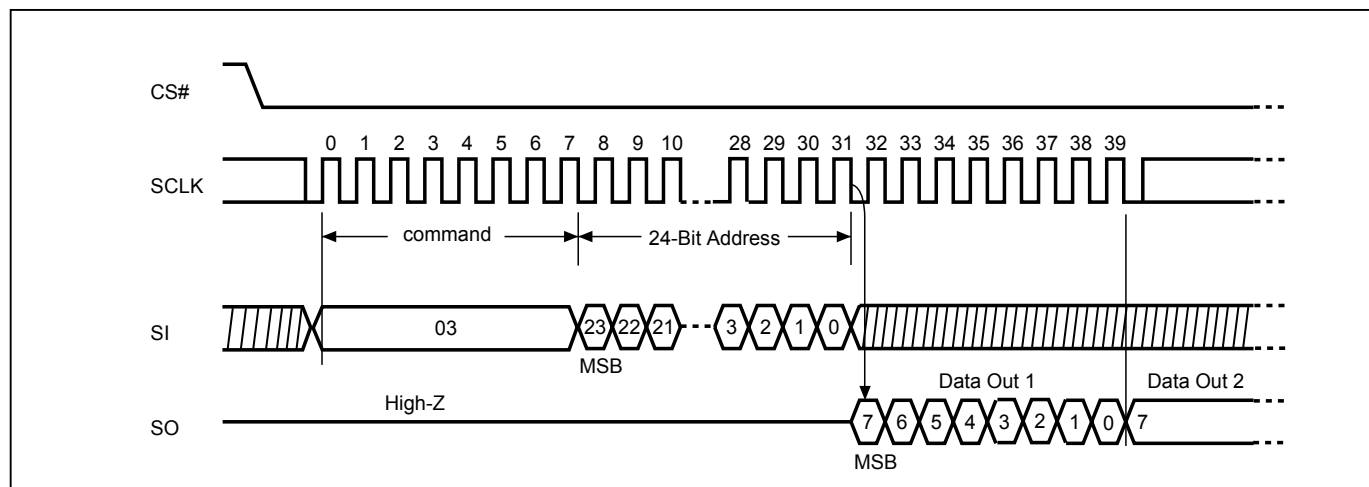 CS#
0 1 2 3 4 5 6 7 8 9 10 28 29 30 31 32 33 34 35 36 37 38 39
SCLK
command 24-Bit Address
SI 03 23 22 21 3 2 1 0
MSB
Data Out 1 Data Out 2
High-Z
SO 7 6 5 4 3 2 1 0 7
MSB